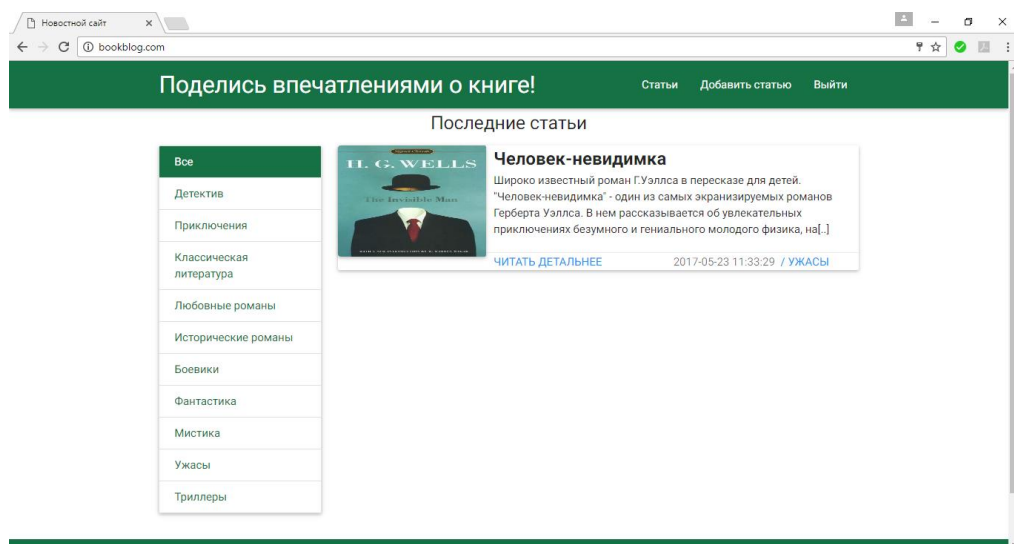 Новостной сайт
bookblog.com
Поделись впечатлениями о книге!
Статьи Добавить статью Выйти
Последние статьи
Все
Детектив
Приключения
Классическая
литература
Любовные романы
Исторические романы
Боевики
Фантастика
Мистика
Ужасы
Триллеры
H. G. WELLS
The Invisible Man
Человек-невидимка
Широко известный роман Г.Уэллса в пересказе для детей.
"Человек-невидимка" - один из самых экранизируемых романов
Герберта Уэллса. В нем рассказывается об увлекательных
приключениях безумного и гениального молодого физика, на[..]
ЧИТАТЬ ДЕТАЛЬНЕЕ 2017-05-23 11:33:29 / УЖАСЫ